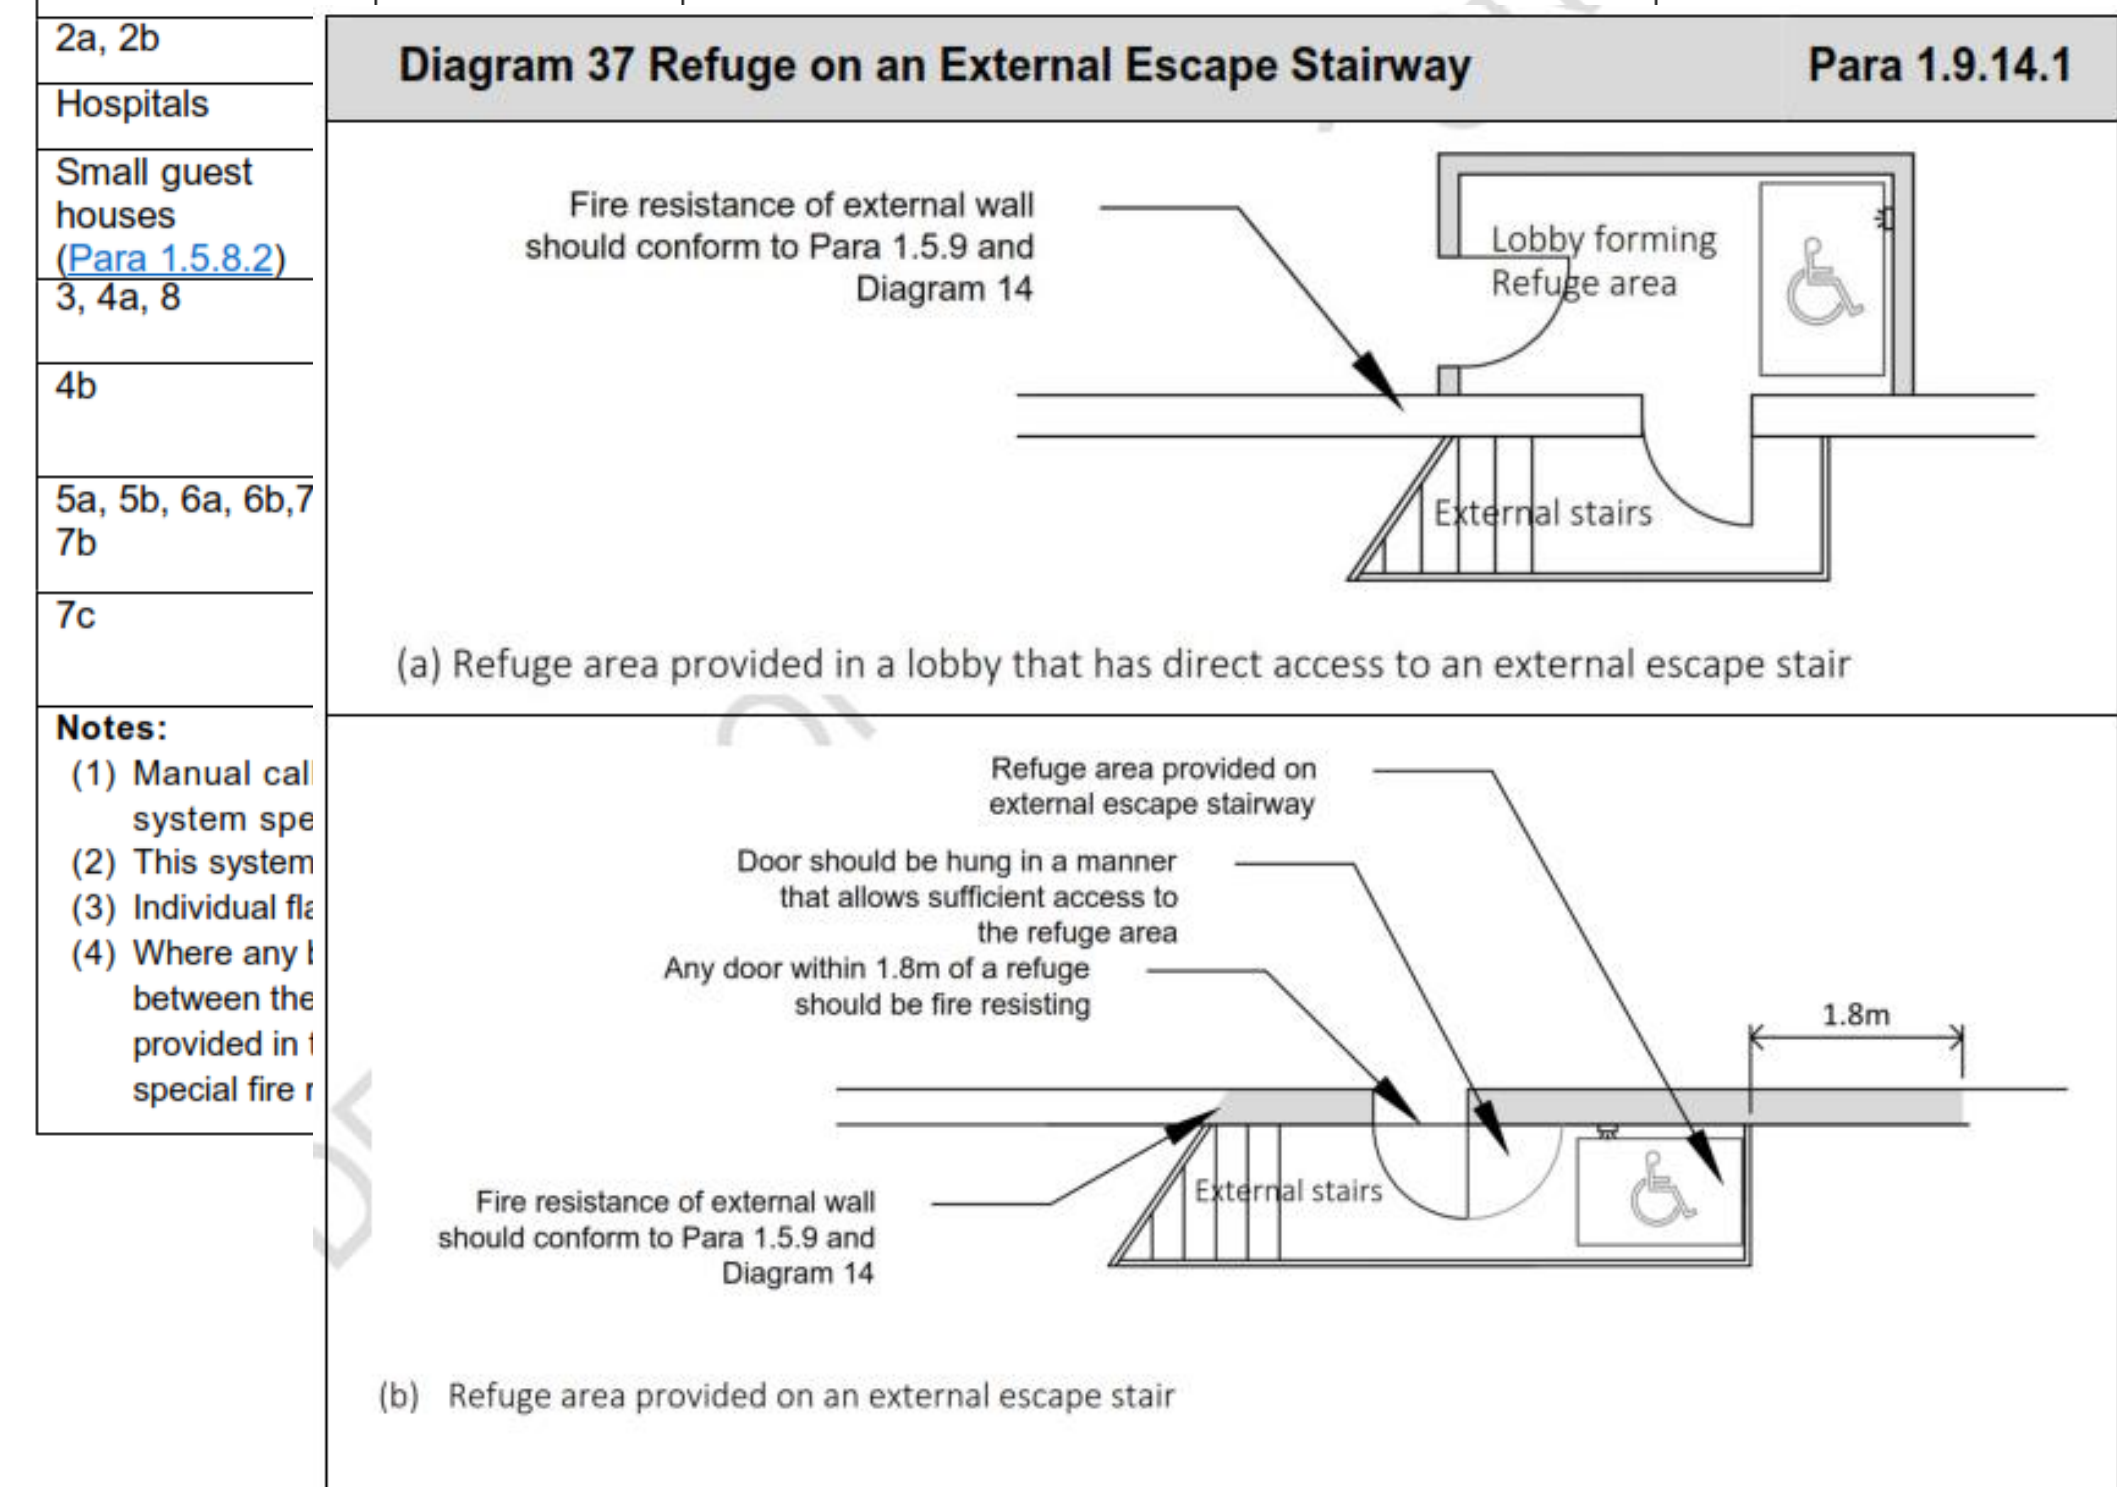 2a, 2b
Hospitals
Small guest
houses
(Para 1.5.8.2)
3, 4a, 8
4b
5a, 5b, 6a, 6b,7
7b
7c
Notes:
(1) Manual cal
system spe
(2) This system
(3) Individual fla
(4) Where any
between the
provided in
special fire
Diagram 37 Refuge on an External Escape Stairway Para 1.9.14.1
Fire resistance of external wall
should conform to Para 1.5.9 and
Diagram 14
Lobby forming
Refuge area
External stairs
(a) Refuge area provided in a lobby that has direct access to an external escape stair
Refuge area provided on
external escape stairway
Door should be hung in a manner
that allows sufficient access to
the refuge area
Any door within 1.8m of a refuge
should be fire resisting
1.8m
External stairs
Fire resistance of external wall
should conform to Para 1.5.9 and
Diagram 14
(b) Refuge area provided on an external escape stair